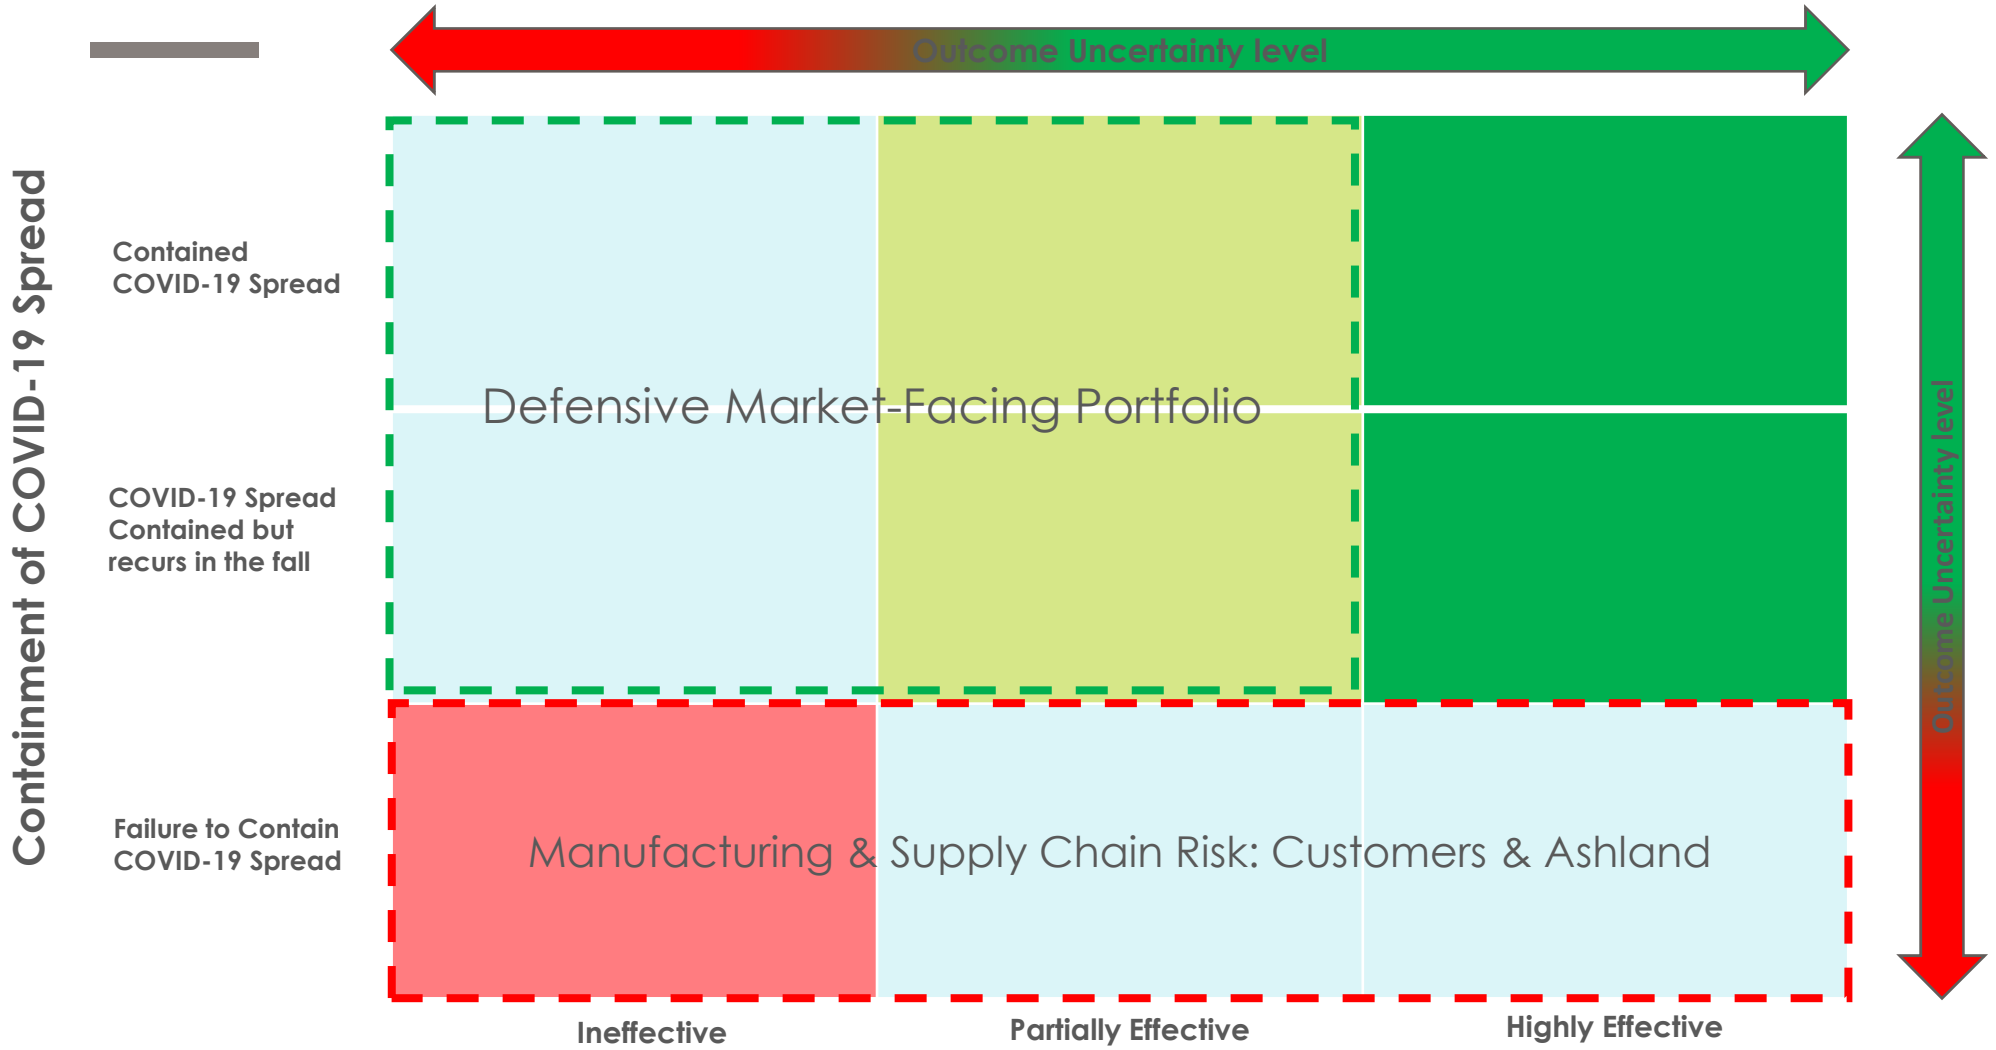 Outcome Uncertainty level
Containment of COVID-19 Spread
Contained
COVID-19 Spread
Defensive Market-Facing Portfolio
COVID-19 Spread
Contained but
recurs in the fall
Outcome Uncertainty level
Failure to Contain
COVID-19 Spread
Manufacturing & Supply Chain Risk: Customers & Ashland
Ineffective
Partially Effective
Highly Effective